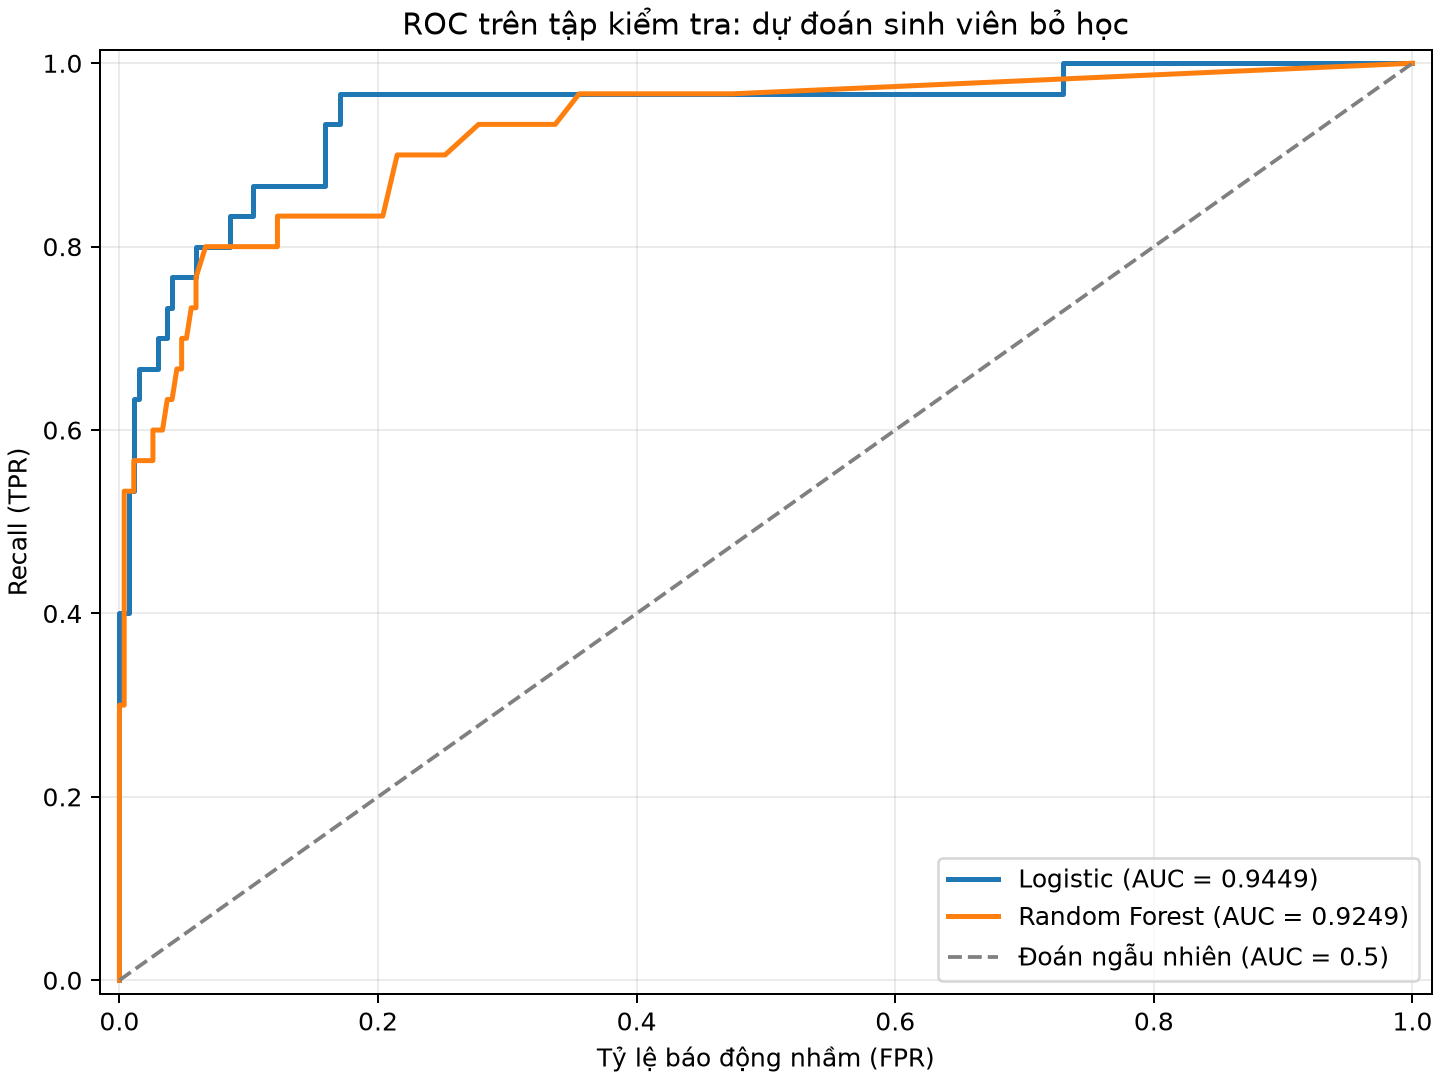 ROC trên tập kiểm tra: dự đoán sinh viên bỏ học
1.0
0.8
0.6
0.4
0.2
0.0
Recall (TPR)
Logistic (AUC = 0.9449)
Random Forest (AUC = 0.9249)
Đoán ngẫu nhiên (AUC = 0.5)
0.0 0.2 0.4 0.6 0.8 1.0
Tỷ lệ báo động nhầm (FPR)